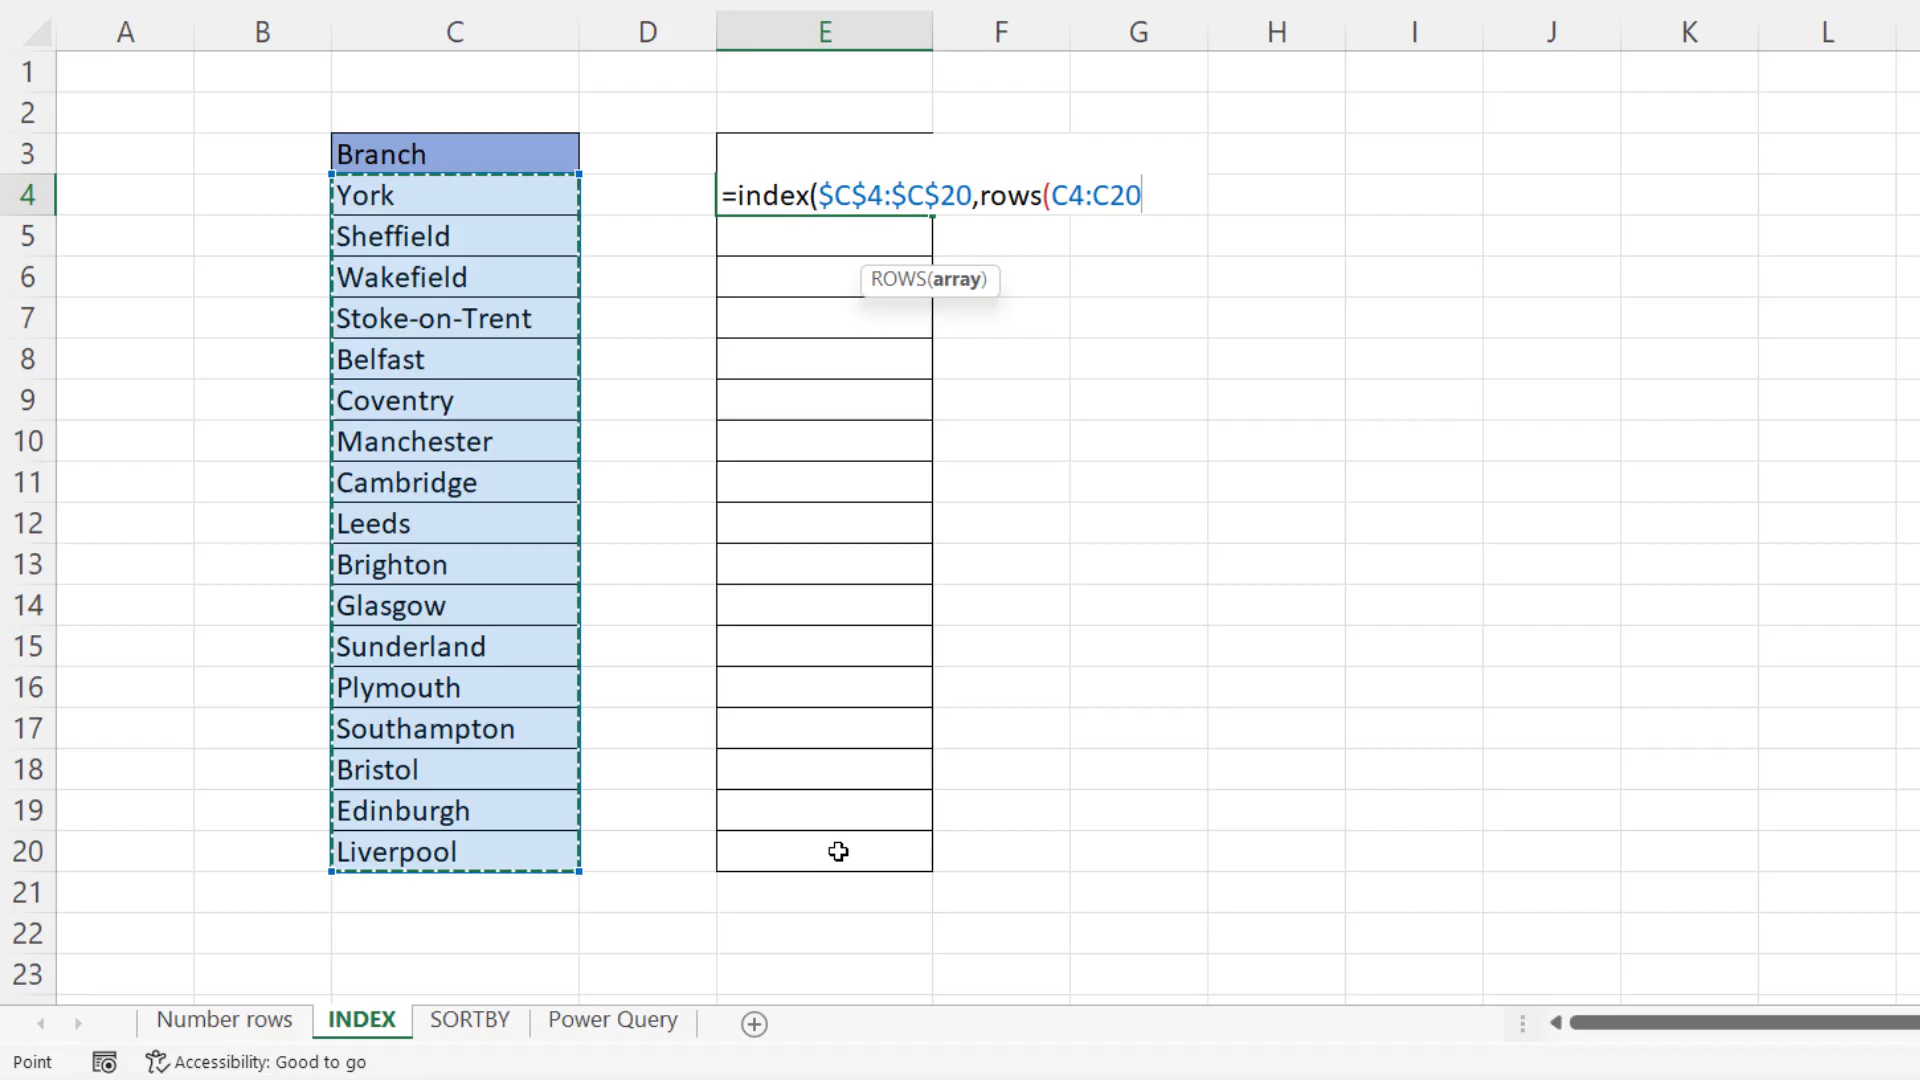 A B C D E F G H I J K L
1
2
3 Branch
4 York =index($C$4:$C$20,rows(C4:C20
5 Sheffield
6 Wakefield ROWS(array)
7 Stoke-on-Trent
8 Belfast
9 Coventry
10 Manchester
11 Cambridge
12 Leeds
13 Brighton
14 Glasgow
15 Sunderland
16 Plymouth
17 Southampton
18 Bristol
19 Edinburgh
20 Liverpool
21
22
23
Number rows INDEX SORTBY Power Query
Point Accessibility: Good to go